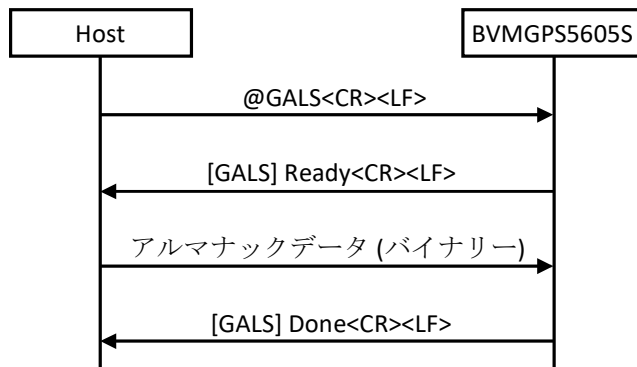 Host
BVMGPS5605S
@GALS<CR><LF>
[GALS] Ready<CR><LF>
アルマナックデータ (バイナリー)
[GALS] Done<CR><LF>